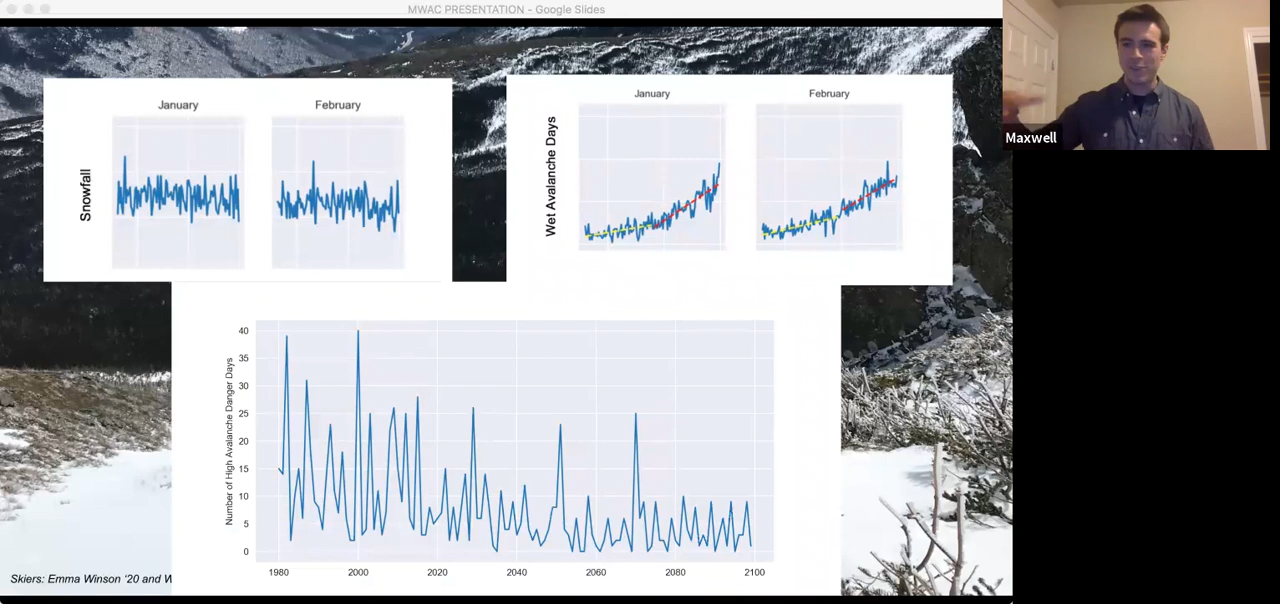 MWAC PRESENTATION - Google Slides
Maxwell
January
February
Snowfall
January
February
Wet Avalanche Days
Number of High Avalanche Danger Days
40
35
30
25
20
15
10
5
0
1980
2000
2020
2040
2060
2080
2100
Skiers: Emma Winson '20 and W